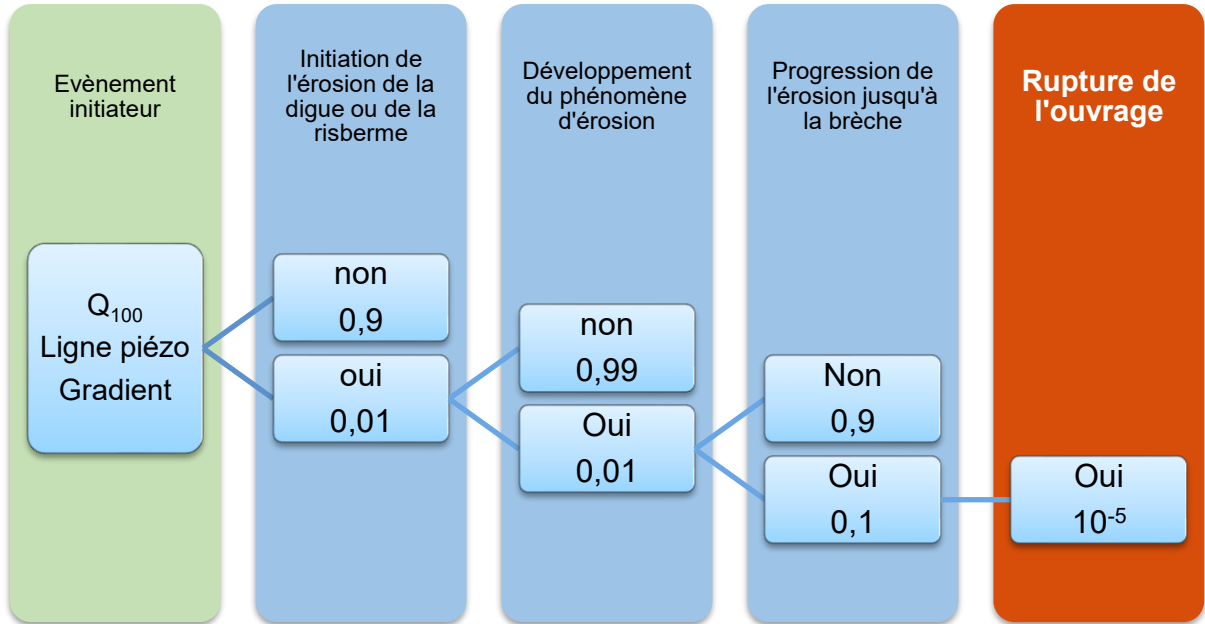 Evènement
initiateur
Initiation de
l'érosion de la
digue ou de la
risberme
Développement
du phénomène
d'érosion
Progression de
l'érosion jusqu'à
la brèche
Rupture de
l'ouvrage
Q₁₀₀
Ligne piézo
Gradient
non
0,9
oui
0,01
non
0,99
Oui
0,01
Non
0,9
Oui
0,1
Oui
10⁻⁵